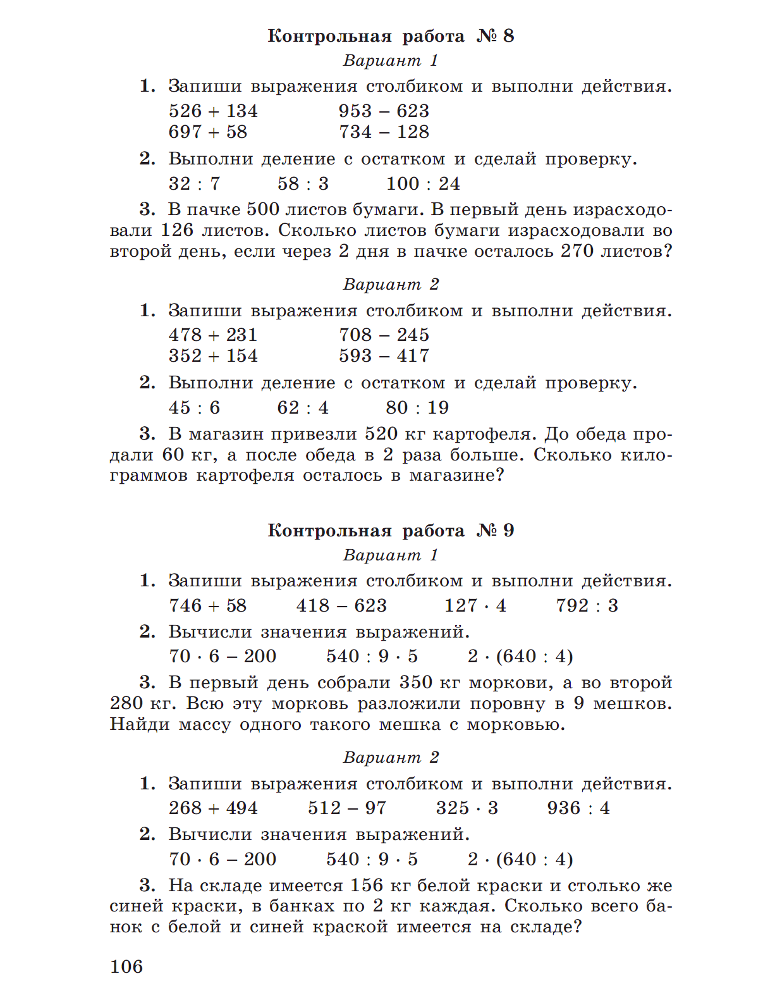 Контрольная работа № 8
Вариант 1
1. Запиши выражения столбиком и выполни действия.
526 + 134 953 – 623
697 + 58 734 – 128
2. Выполни деление с остатком и сделай проверку.
32 : 7 58 : 3 100 : 24
3. В пачке 500 листов бумаги. В первый день израсходо-
вали 126 листов. Сколько листов бумаги израсходовали во
второй день, если через 2 дня в пачке осталось 270 листов?
Вариант 2
1. Запиши выражения столбиком и выполни действия.
478 + 231 708 – 245
352 + 154 593 – 417
2. Выполни деление с остатком и сделай проверку.
45 : 6 62 : 4 80 : 19
3. В магазин привезли 520 кг картофеля. До обеда про-
дали 60 кг, а после обеда в 2 раза больше. Сколько кило-
граммов картофеля осталось в магазине?
Контрольная работа № 9
Вариант 1
1. Запиши выражения столбиком и выполни действия.
746 + 58 418 – 623 127 · 4 792 : 3
2. Вычисли значения выражений.
70 · 6 – 200 540 : 9 · 5 2 · (640 : 4)
3. В первый день собрали 350 кг моркови, а во второй
280 кг. Всю эту морковь разложили поровну в 9 мешков.
Найди массу одного такого мешка с морковью.
Вариант 2
1. Запиши выражения столбиком и выполни действия.
268 + 494 512 – 97 325 · 3 936 : 4
2. Вычисли значения выражений.
70 · 6 – 200 540 : 9 · 5 2 · (640 : 4)
3. На складе имеется 156 кг белой краски и столько же
синей краски, в банках по 2 кг каждая. Сколько всего ба-
нок с белой и синей краской имеется на складе?
106